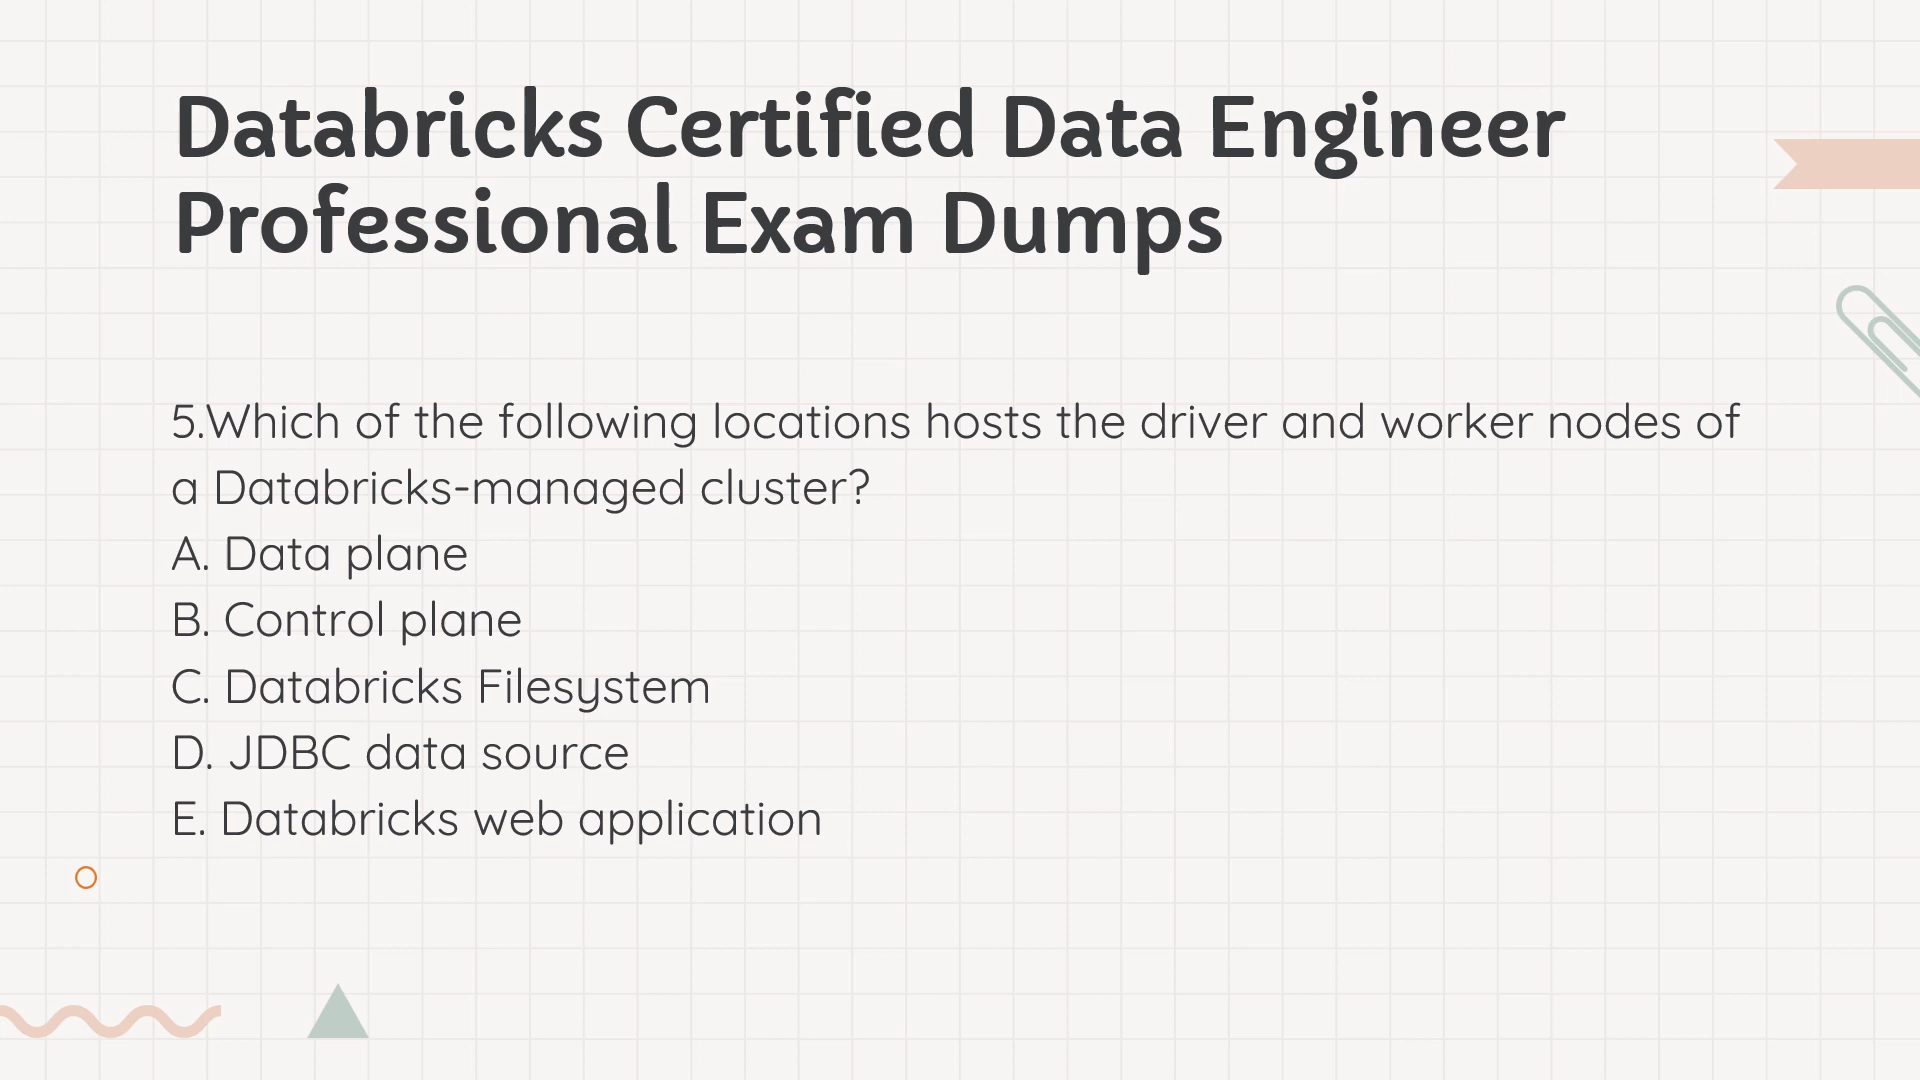 Databricks Certified Data Engineer
Professional Exam Dumps
5.Which of the following locations hosts the driver and worker nodes of
a Databricks-managed cluster?
A. Data plane
B. Control plane
C. Databricks Filesystem
D. JDBC data source
E. Databricks web application